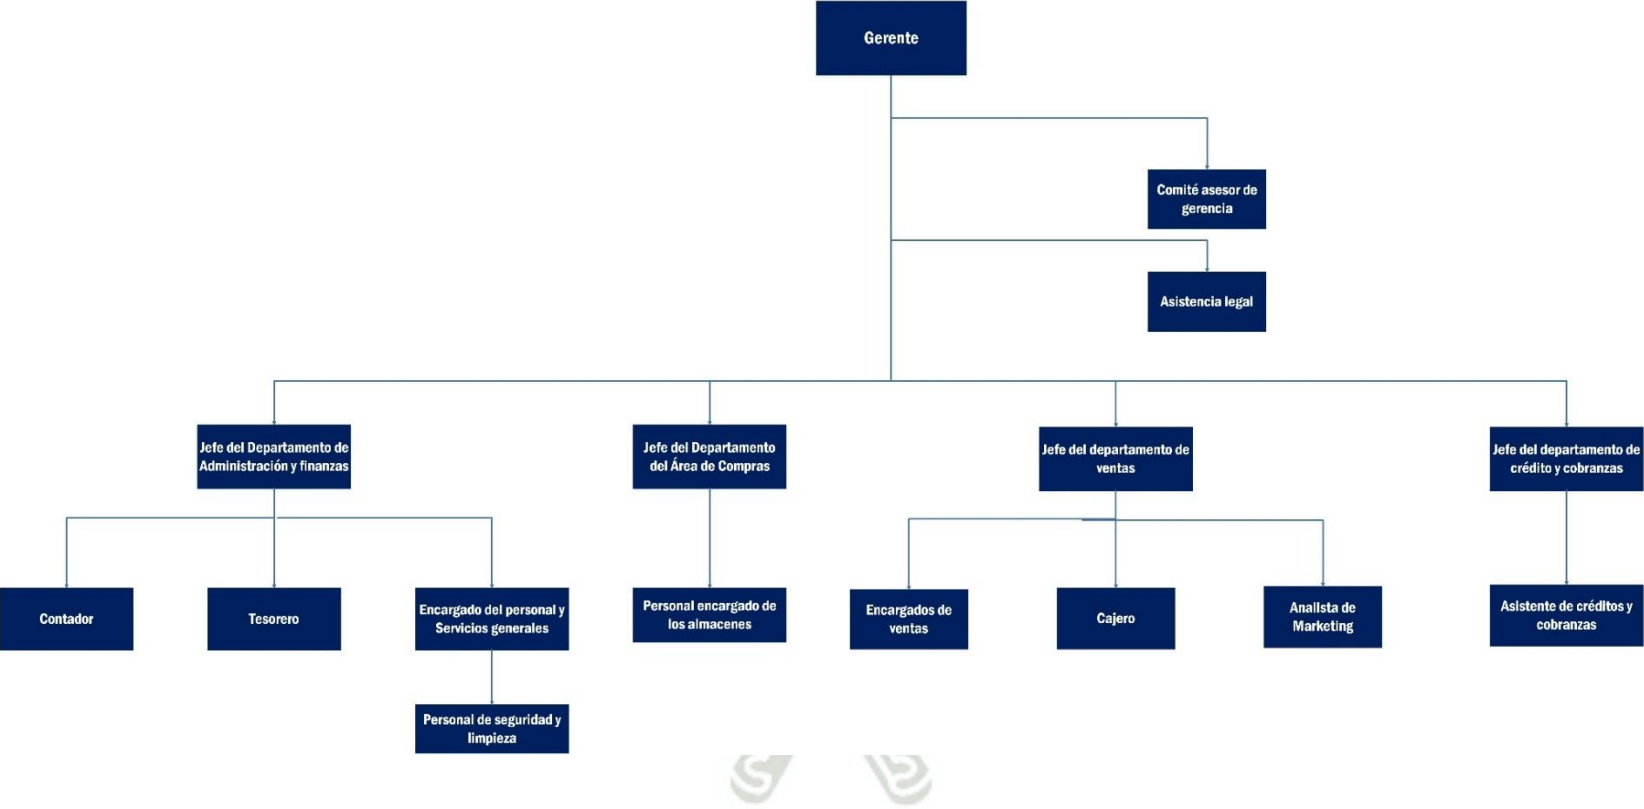 Gerente
Comité asesor de
gerencia
Asistencia legal
Jefe del Departamento de
Administración y finanzas
Jefe del Departamento
del Área de Compras
Jefe del departamento de
ventas
Jefe del departamento de
crédito y cobranzas
Contador
Tesorero
Encargado del personal y
Servicios generales
Personal encargado de
los almacenes
Encargados de
ventas
Cajero
Analista de
Marketing
Asistente de créditos y
cobranzas
Personal de seguridad y
limpieza